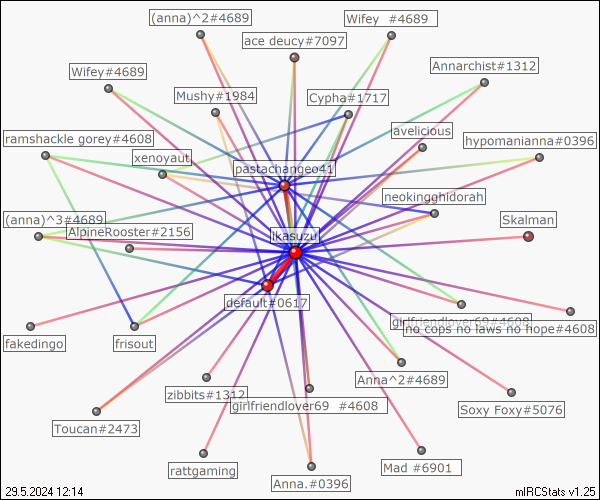 (anna)^2#4689
Wifey  #4689
ace deucy#7097
Annarchist#1312
Wifey#4689
Mushy#1984
Cypha#1717
avelicious
ramshackle gorey#4608
hypomanianna#0396
xenoyaut
pastachangeo41
neokingghidorah
(anna)^3#4689
Skalman
AlpineRooster#2156
ikasuzu
default#0617
girlfriendlover69#4608
no cops no laws no hope#4608
fakedingo
frisout
Anna^2#4689
zibbits#1312
girlfriendlover69  #4608
Soxy Foxy#5076
Toucan#2473
rattgaming
Mad #6901
Anna.#0396
29.5.2024 12:14
mIRCStats v1.25